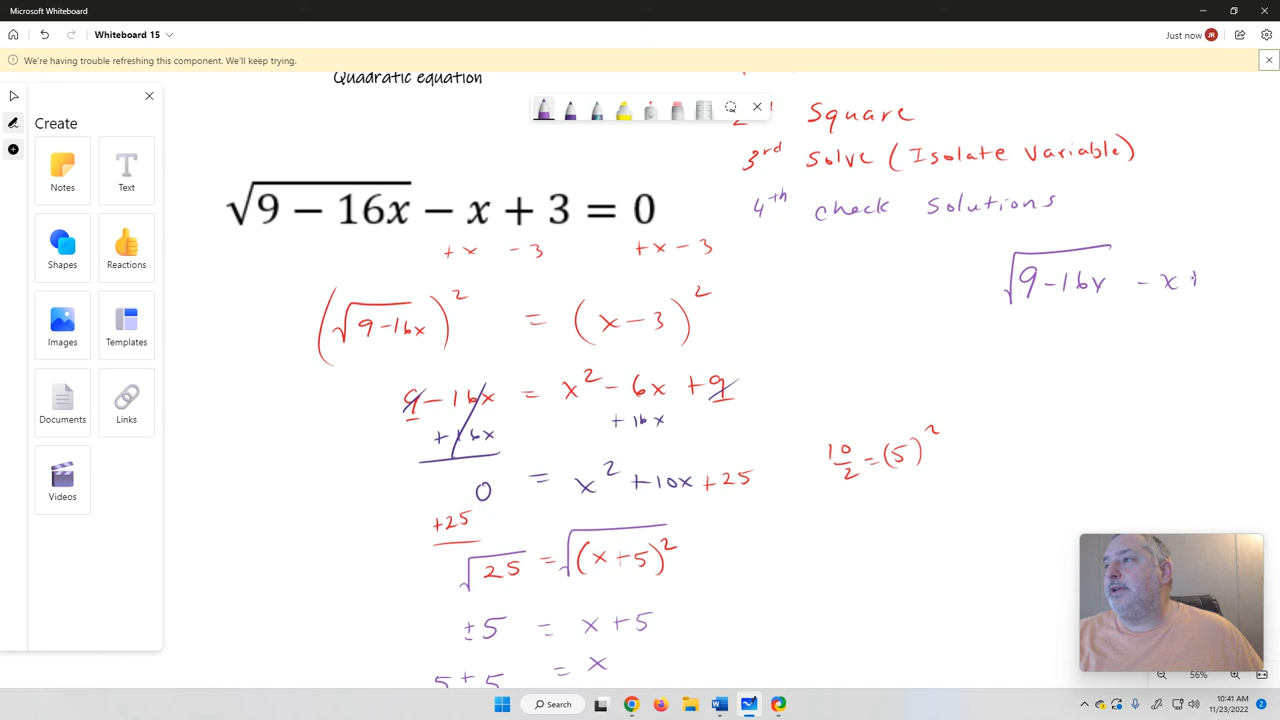 Microsoft Whiteboard
Whiteboard 15
Just now JR
We're having trouble refreshing this component. We'll keep trying.
Create
Notes
Text
Shapes
Reactions
Images
Templates
Documents
Links
Videos
Quadratic equation
Square
3rd Solve (Isolate variable)
4th check solutions
√9 − 16x − x + 3 = 0
+x - 3 +x - 3
√9-16x - x +
(√9-16x)² = (x-3)²
9-16x = x² - 6x + 9
+16x +16x
0 = x² + 10x + 25
10/2 = (5)²
+25
√25 = √(x+5)²
±5 = x+5
= x
56%
Search
10:41 AM
11/23/2022
2